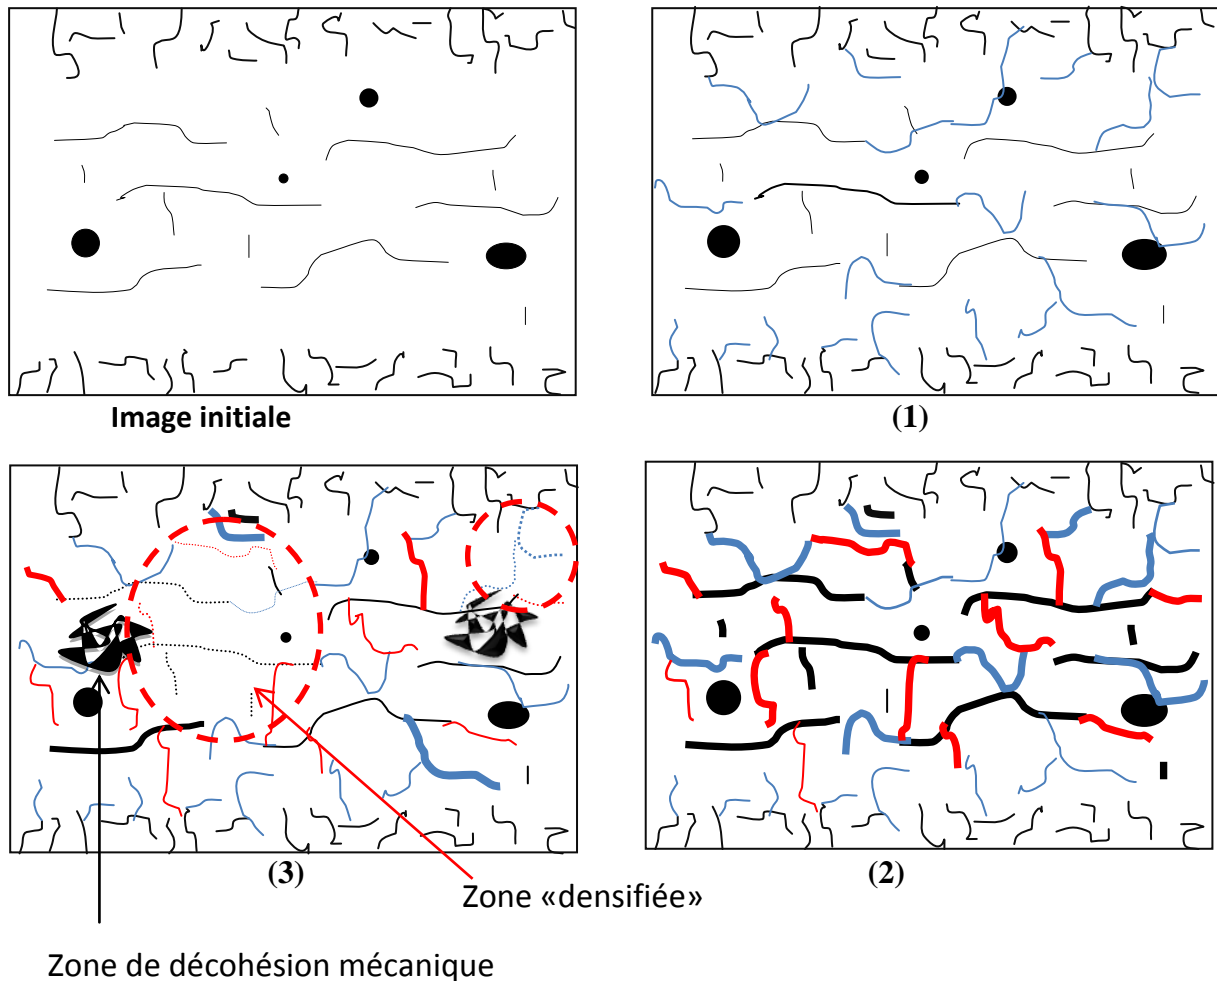 Image initiale
(1)
(3)
(2)
Zone «densifiée»
Zone de décohésion mécanique